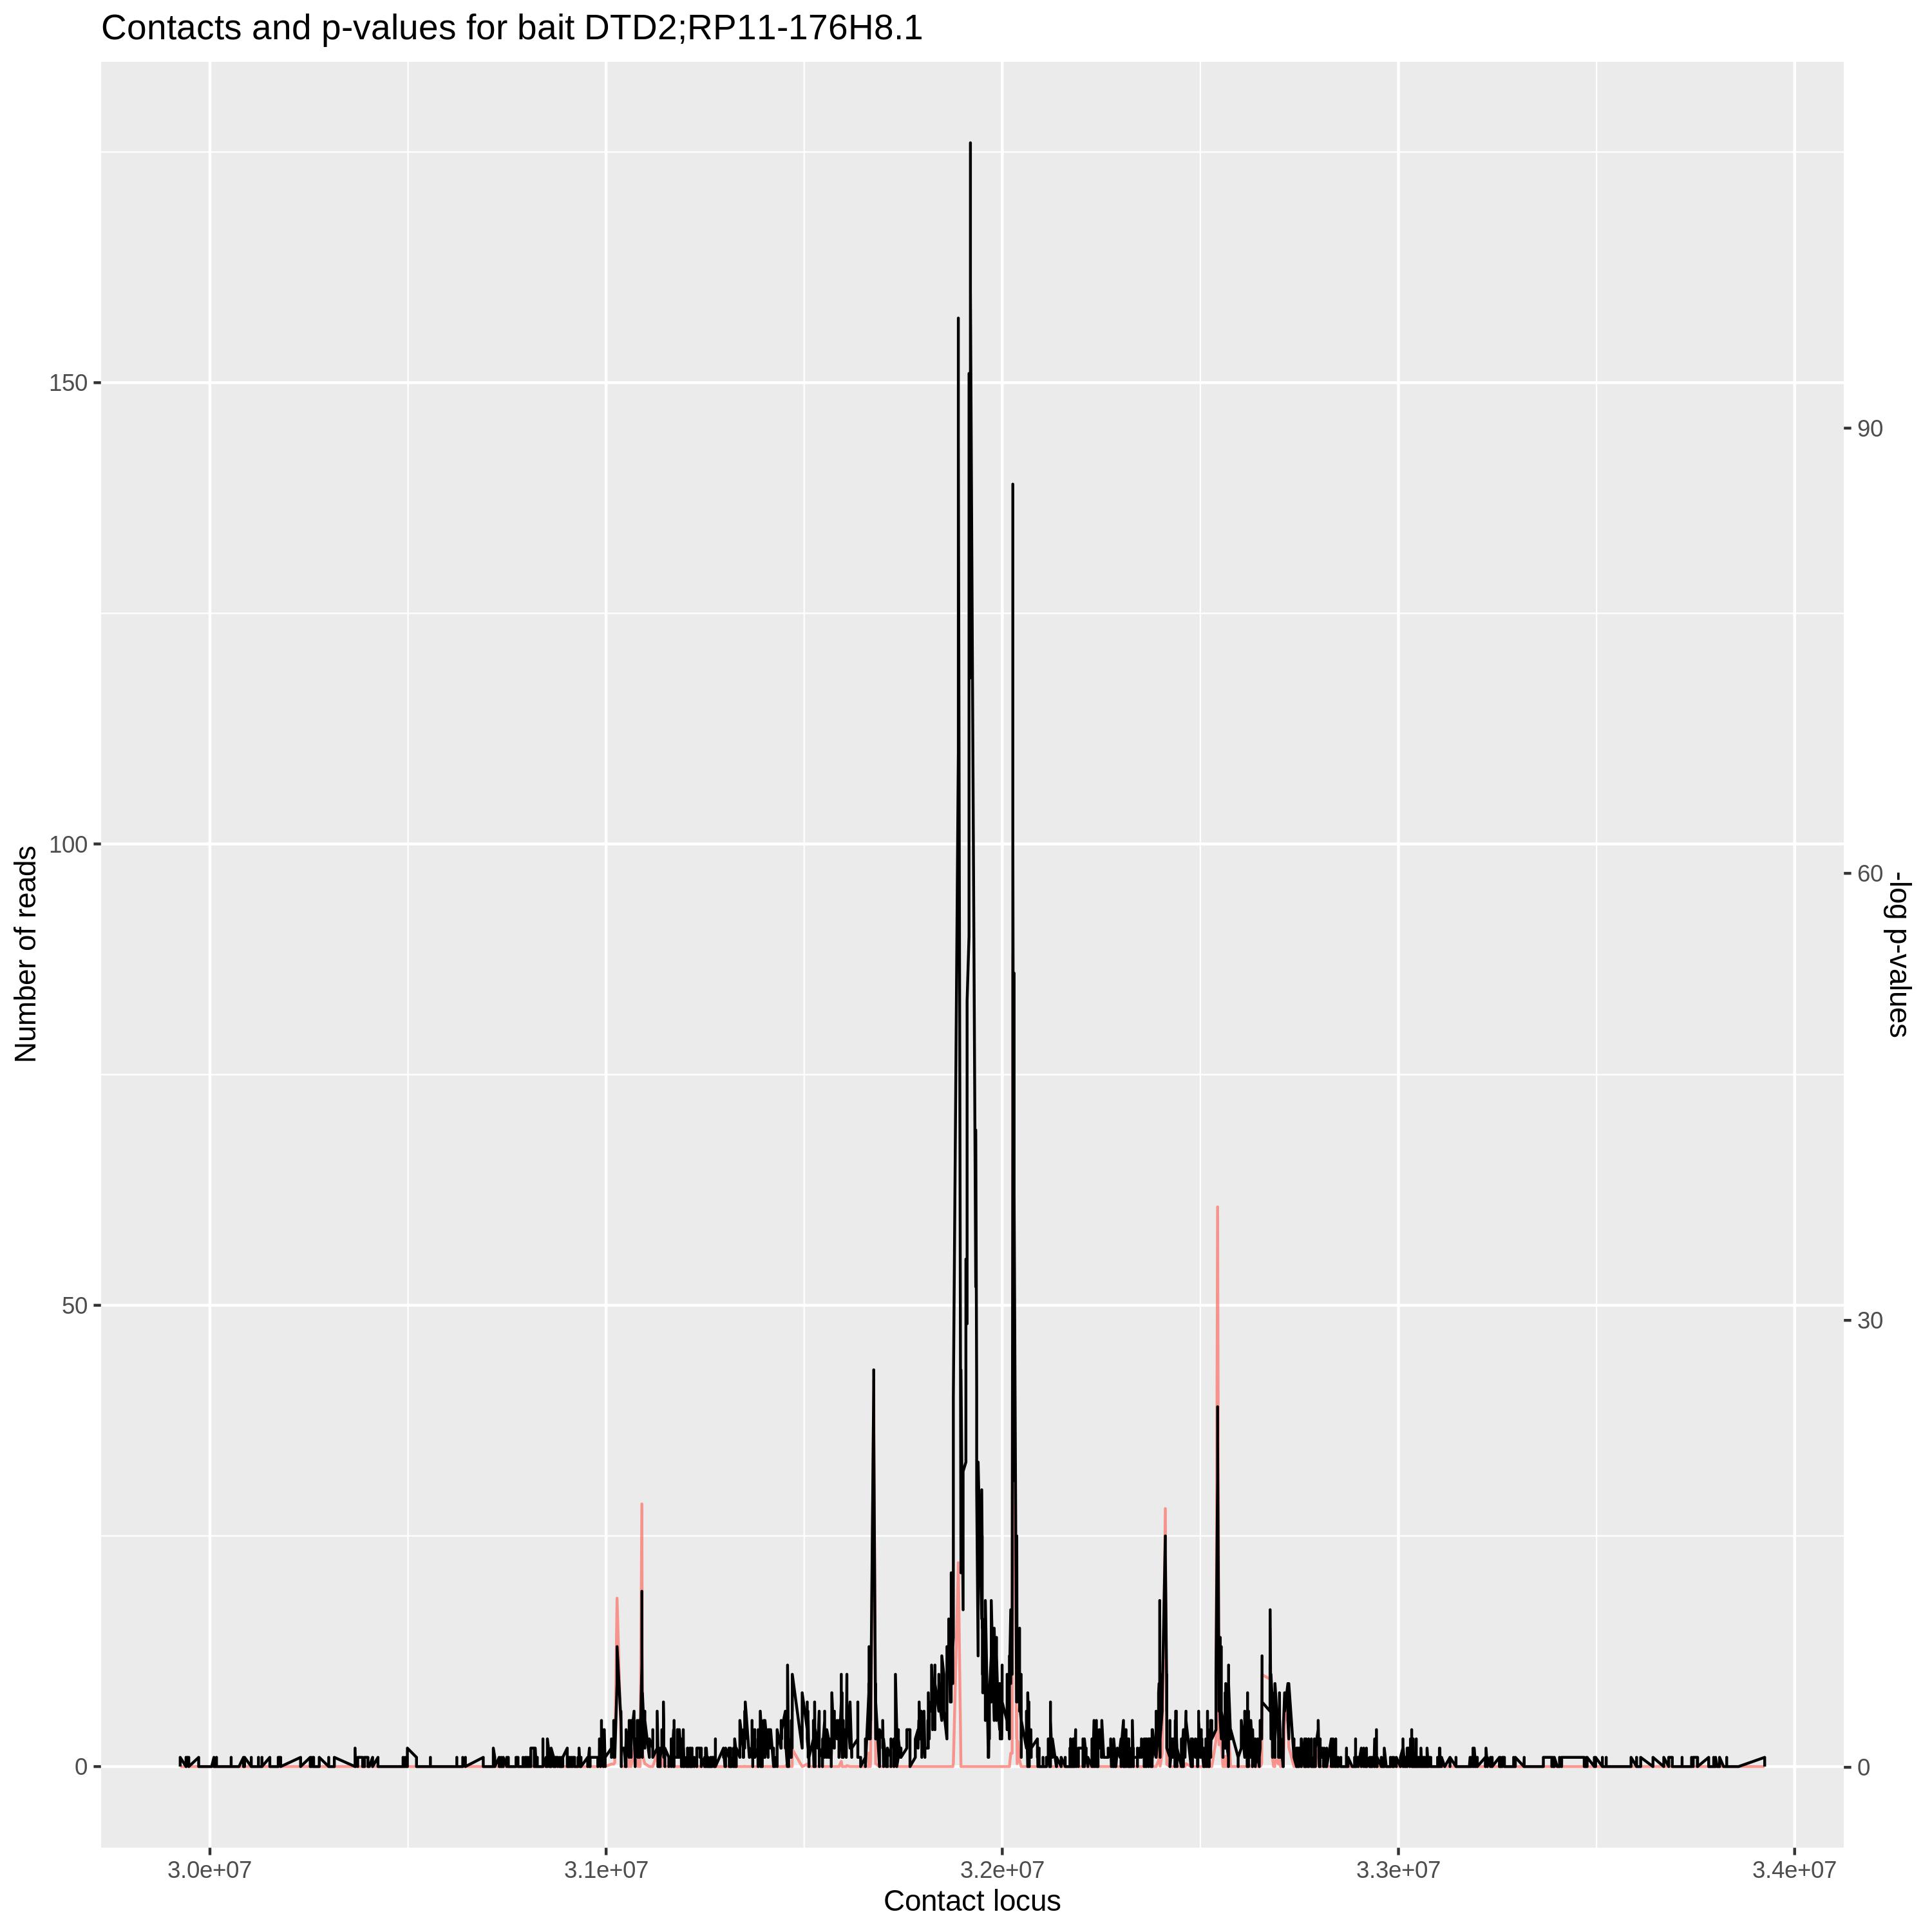 Contacts and p-values for bait DTD2;RP11-176H8.1
Number of reads
150
100
50
0
90
60
30
0
-log p-values
3.0e+07
3.1e+07
3.2e+07
3.3e+07
3.4e+07
Contact locus